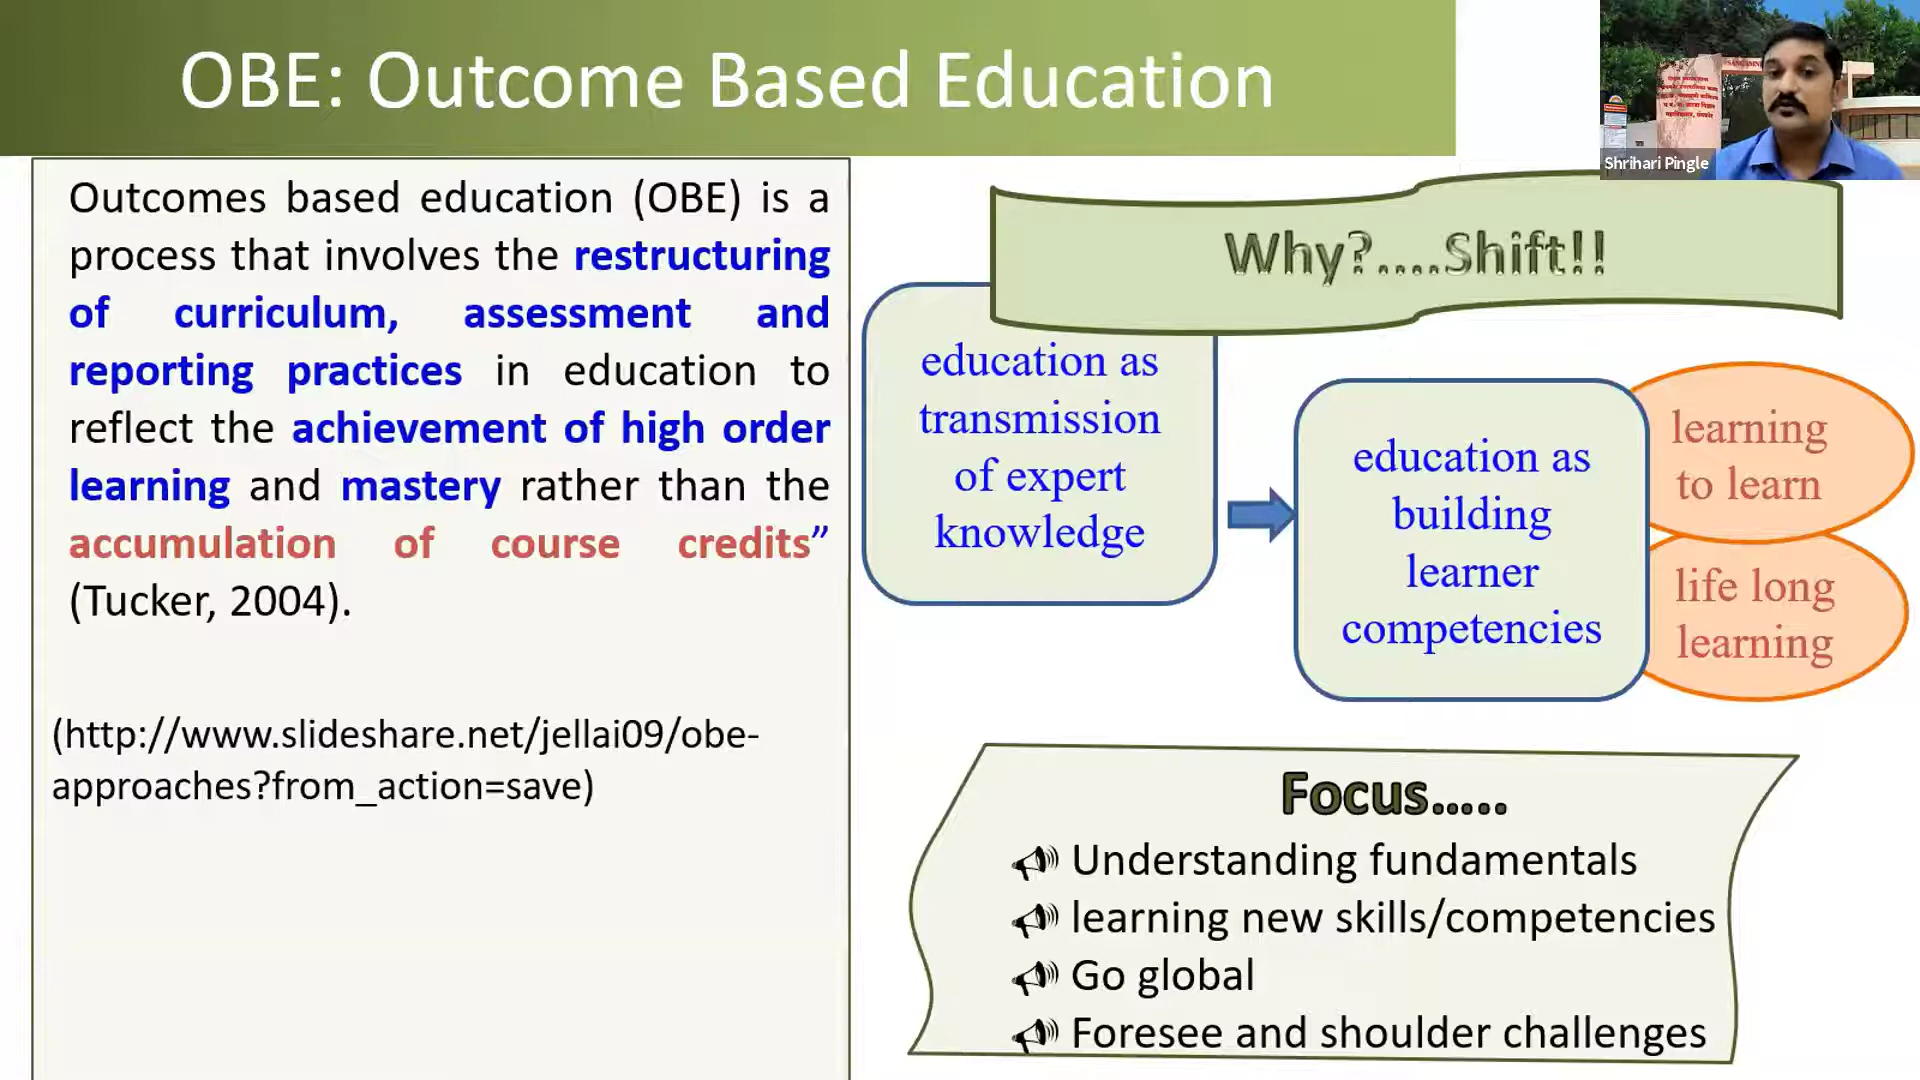 OBE: Outcome Based Education
Shrihari Pingle
Outcomes based education (OBE) is a
process that involves the restructuring
of curriculum, assessment and
reporting practices in education to
reflect the achievement of high order
learning and mastery rather than the
accumulation of course credits”
(Tucker, 2004).
(http://www.slideshare.net/jellai09/obe-
approaches?from_action=save)
Why?....Shift!!
education as
transmission
of expert
knowledge
education as
building
learner
competencies
learning
to learn
life long
learning
Focus.....
Understanding fundamentals
learning new skills/competencies
Go global
Foresee and shoulder challenges